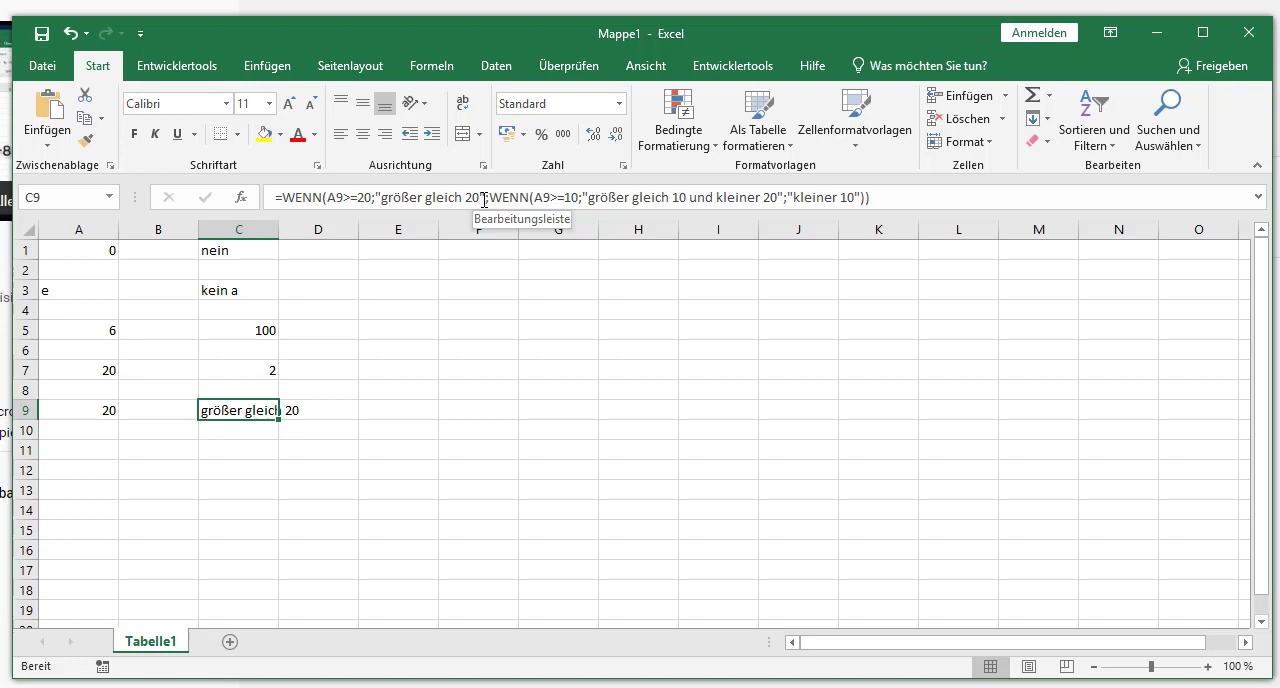 Mappe1 - Excel
Anmelden
Datei Start Entwicklertools Einfügen Seitenlayout Formeln Daten Überprüfen Ansicht Entwicklertools Hilfe Was möchten Sie tun? Freigeben
Einfügen
Zwischenablage
Calibri 11
F K U
Schriftart
ab
Ausrichtung
Standard
% 000
Zahl
Bedingte Formatierung
Als Tabelle formatieren
Zellenformatvorlagen
Formatvorlagen
Einfügen
Löschen
Format
Zellen
Sortieren und Filtern
Suchen und Auswählen
Bearbeiten
C9 fx =WENN(A9>=20;"größer gleich 20";WENN(A9>=10;"größer gleich 10 und kleiner 20";"kleiner 10"))
Bearbeitungsleiste
A B C D E F G H I J K L M N O
1 0 nein
2
3 e kein a
4
5 6 100
6
7 20 2
8
9 20 größer gleich 20
10
11
12
13
14
15
16
17
18
19
Tabelle1
Bereit 100 %